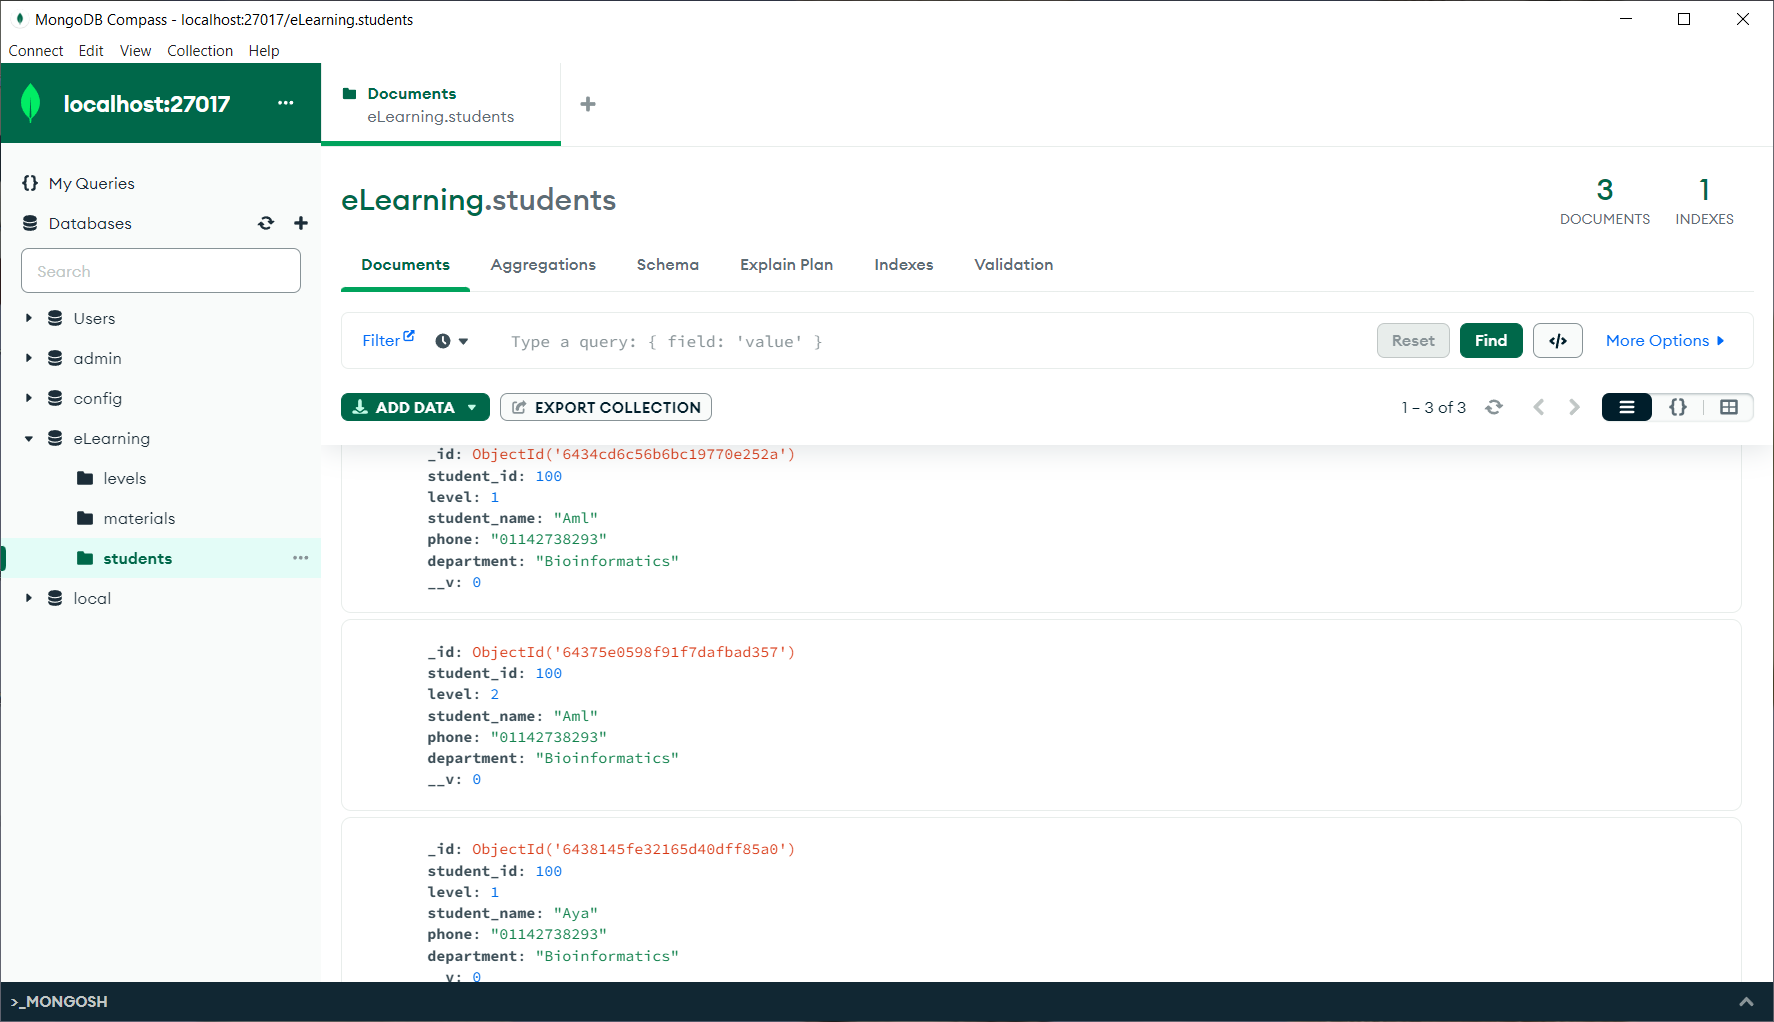 MongoDB Compass - localhost:27017/eLearning.students
Connect Edit View Collection Help
localhost:27017 ...
Documents
eLearning.students
+
{} My Queries
Databases
Search
Users
admin
config
eLearning
levels
materials
students ...
local
eLearning.students
3
DOCUMENTS
1
INDEXES
Documents Aggregations Schema Explain Plan Indexes Validation
Filter Type a query: { field: 'value' } Reset Find </> More Options
ADD DATA EXPORT COLLECTION 1 – 3 of 3 {}
_id: ObjectId('6434cd6c56b6bc19770e252a')
student_id: 100
level: 1
student_name: "Aml"
phone: "01142738293"
department: "Bioinformatics"
__v: 0
_id: ObjectId('64375e0598f91f7dafbad357')
student_id: 100
level: 2
student_name: "Aml"
phone: "01142738293"
department: "Bioinformatics"
__v: 0
_id: ObjectId('6438145fe32165d40dff85a0')
student_id: 100
level: 1
student_name: "Aya"
phone: "01142738293"
department: "Bioinformatics"
__v: 0
>_MONGOSH